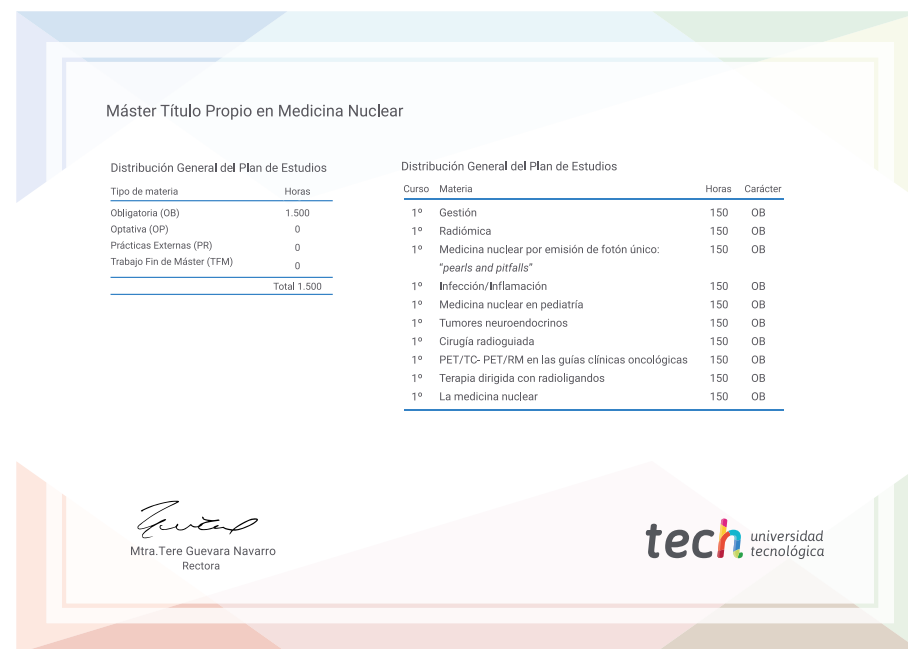 Máster Título Propio en Medicina Nuclear
Distribución General del Plan de Estudios
Tipo de materia Horas
Obligatoria (OB) 1.500
Optativa (OP) 0
Prácticas Externas (PR) 0
Trabajo Fin de Máster (TFM) 0
Total 1.500
Distribución General del Plan de Estudios
Curso Materia Horas Carácter
1º Gestión 150 OB
1º Radiómica 150 OB
1º Medicina nuclear por emisión de fotón único: 150 OB
“pearls and pitfalls”
1º Infección/Inflamación 150 OB
1º Medicina nuclear en pediatría 150 OB
1º Tumores neuroendocrinos 150 OB
1º Cirugía radioguiada 150 OB
1º PET/TC- PET/RM en las guías clínicas oncológicas 150 OB
1º Terapia dirigida con radioligandos 150 OB
1º La medicina nuclear 150 OB
Mtra.Tere Guevara Navarro
Rectora
tech universidad
tecnológica